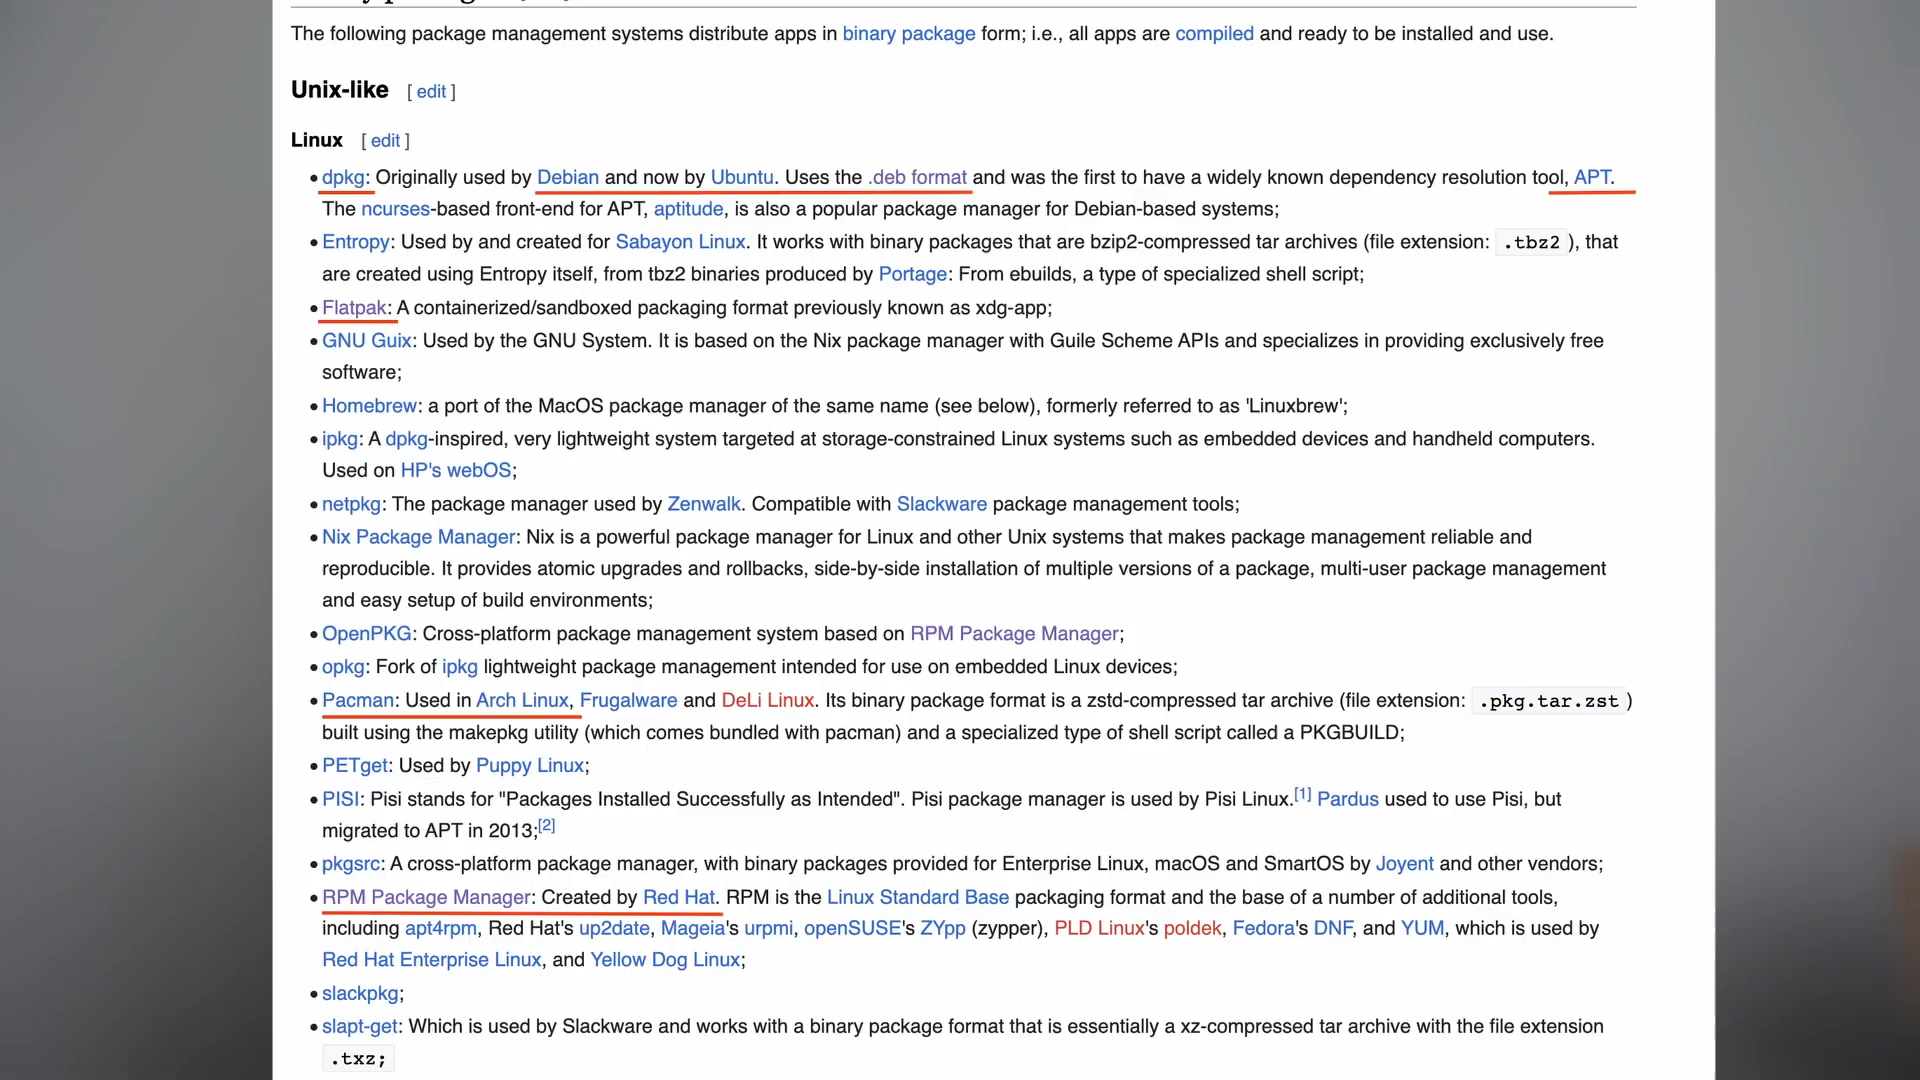 The following package management systems distribute apps in binary package form; i.e., all apps are compiled and ready to be installed and use.
Unix-like [ edit ]
Linux [ edit ]
• dpkg: Originally used by Debian and now by Ubuntu. Uses the .deb format and was the first to have a widely known dependency resolution tool, APT.
The ncurses-based front-end for APT, aptitude, is also a popular package manager for Debian-based systems;
• Entropy: Used by and created for Sabayon Linux. It works with binary packages that are bzip2-compressed tar archives (file extension: .tbz2 ), that
are created using Entropy itself, from tbz2 binaries produced by Portage: From ebuilds, a type of specialized shell script;
• Flatpak: A containerized/sandboxed packaging format previously known as xdg-app;
• GNU Guix: Used by the GNU System. It is based on the Nix package manager with Guile Scheme APIs and specializes in providing exclusively free
software;
• Homebrew: a port of the MacOS package manager of the same name (see below), formerly referred to as 'Linuxbrew';
• ipkg: A dpkg-inspired, very lightweight system targeted at storage-constrained Linux systems such as embedded devices and handheld computers.
Used on HP's webOS;
• netpkg: The package manager used by Zenwalk. Compatible with Slackware package management tools;
• Nix Package Manager: Nix is a powerful package manager for Linux and other Unix systems that makes package management reliable and
reproducible. It provides atomic upgrades and rollbacks, side-by-side installation of multiple versions of a package, multi-user package management
and easy setup of build environments;
• OpenPKG: Cross-platform package management system based on RPM Package Manager;
• opkg: Fork of ipkg lightweight package management intended for use on embedded Linux devices;
• Pacman: Used in Arch Linux, Frugalware and DeLi Linux. Its binary package format is a zstd-compressed tar archive (file extension: .pkg.tar.zst )
built using the makepkg utility (which comes bundled with pacman) and a specialized type of shell script called a PKGBUILD;
• PETget: Used by Puppy Linux;
• PISI: Pisi stands for "Packages Installed Successfully as Intended". Pisi package manager is used by Pisi Linux.[1] Pardus used to use Pisi, but
migrated to APT in 2013;[2]
• pkgsrc: A cross-platform package manager, with binary packages provided for Enterprise Linux, macOS and SmartOS by Joyent and other vendors;
• RPM Package Manager: Created by Red Hat. RPM is the Linux Standard Base packaging format and the base of a number of additional tools,
including apt4rpm, Red Hat's up2date, Mageia's urpmi, openSUSE's ZYpp (zypper), PLD Linux's poldek, Fedora's DNF, and YUM, which is used by
Red Hat Enterprise Linux, and Yellow Dog Linux;
• slackpkg;
• slapt-get: Which is used by Slackware and works with a binary package format that is essentially a xz-compressed tar archive with the file extension
.txz;